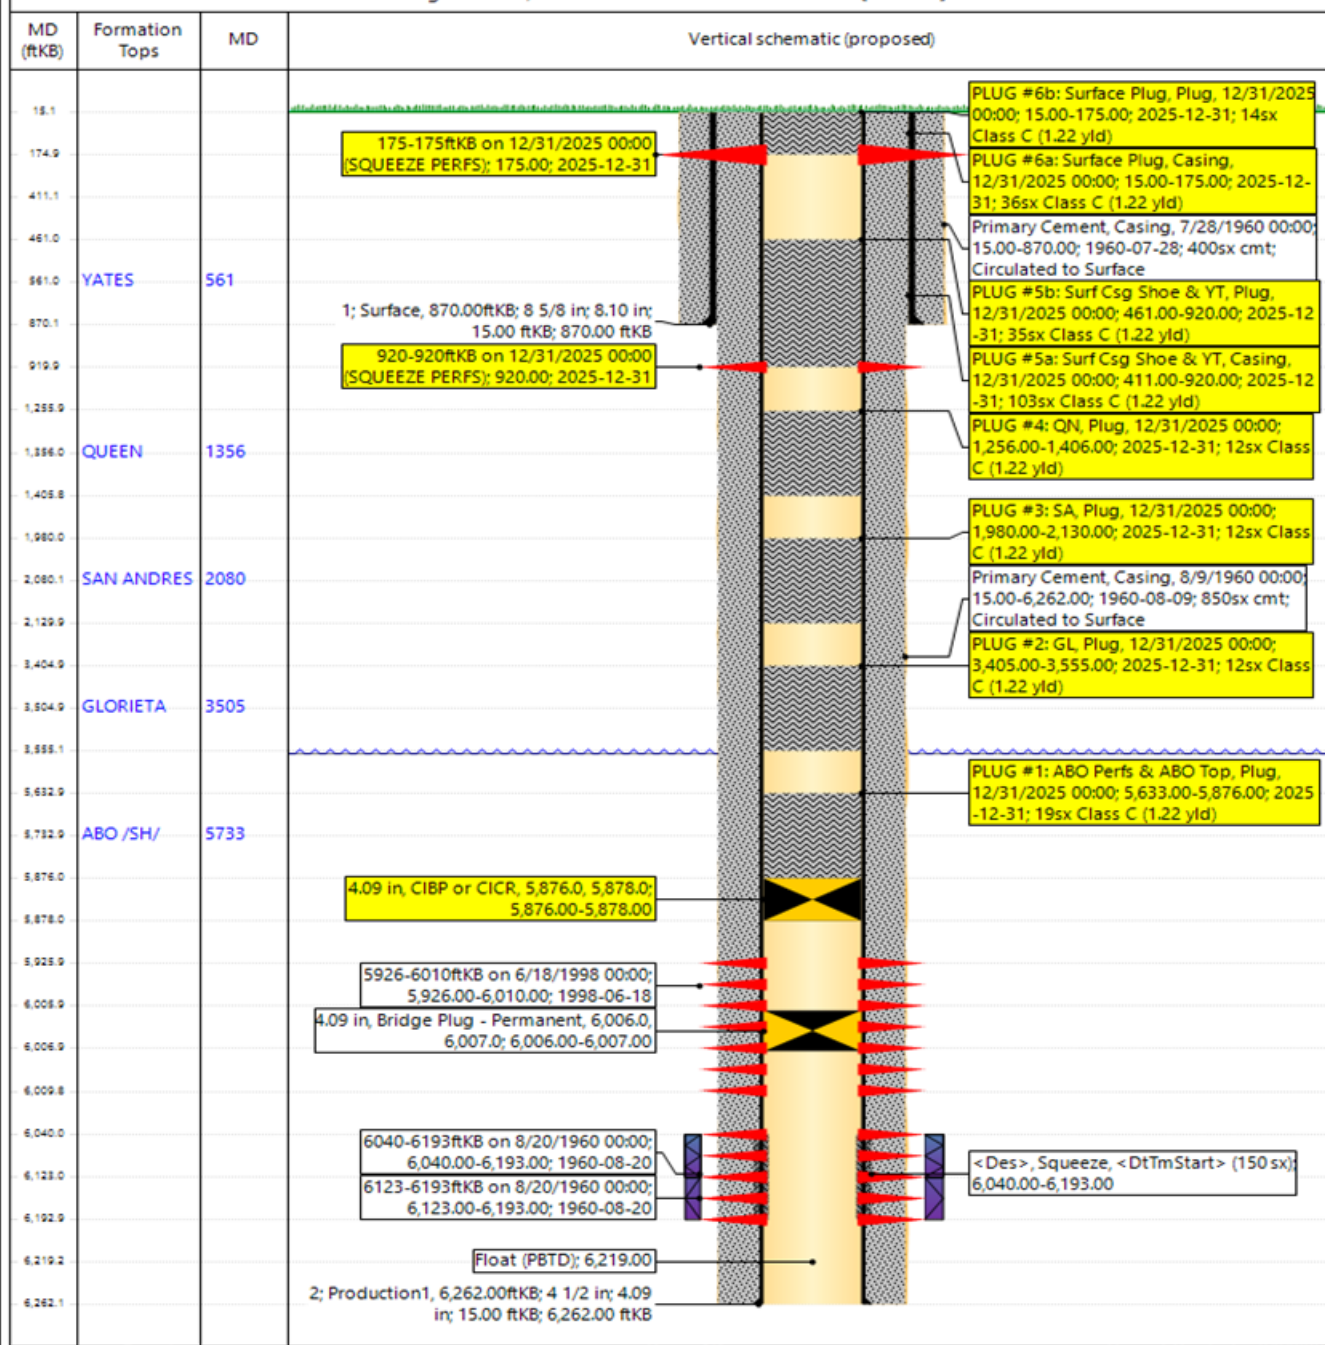 MD
(ftKB)
Formation
Tops
MD
Vertical schematic (proposed)
15.1
174.9
411.1
461.0
561.0
870.1
919.9
1,255.9
1,356.0
1,405.8
1,980.0
2,080.1
2,129.9
3,404.9
3,504.9
3,555.1
5,632.9
5,732.9
5,876.0
5,878.0
5,925.9
6,005.9
6,006.9
6,009.8
6,040.0
6,123.0
6,192.9
6,219.2
6,262.1
YATES 561
QUEEN 1356
SAN ANDRES 2080
GLORIETA 3505
ABO /SH/ 5733
175-175ftKB on 12/31/2025 00:00
(SQUEEZE PERFS); 175.00; 2025-12-31
1; Surface, 870.00ftKB; 8 5/8 in; 8.10 in;
15.00 ftKB; 870.00 ftKB
920-920ftKB on 12/31/2025 00:00
(SQUEEZE PERFS); 920.00; 2025-12-31
4.09 in, CIBP or CICR, 5,876.0, 5,878.0;
5,876.00-5,878.00
5926-6010ftKB on 6/18/1998 00:00;
5,926.00-6,010.00; 1998-06-18
4.09 in, Bridge Plug - Permanent, 6,006.0,
6,007.0; 6,006.00-6,007.00
6040-6193ftKB on 8/20/1960 00:00;
6,040.00-6,193.00; 1960-08-20
6123-6193ftKB on 8/20/1960 00:00;
6,123.00-6,193.00; 1960-08-20
Float (PBTD); 6,219.00
2; Production1, 6,262.00ftKB; 4 1/2 in; 4.09
in; 15.00 ftKB; 6,262.00 ftKB
PLUG #6b: Surface Plug, Plug, 12/31/2025
00:00; 15.00-175.00; 2025-12-31; 14sx
Class C (1.22 yld)
PLUG #6a: Surface Plug, Casing,
12/31/2025 00:00; 15.00-175.00; 2025-12-
31; 36sx Class C (1.22 yld)
Primary Cement, Casing, 7/28/1960 00:00;
15.00-870.00; 1960-07-28; 400sx cmt;
Circulated to Surface
PLUG #5b: Surf Csg Shoe & YT, Plug,
12/31/2025 00:00; 461.00-920.00; 2025-12
-31; 35sx Class C (1.22 yld)
PLUG #5a: Surf Csg Shoe & YT, Casing,
12/31/2025 00:00; 411.00-920.00; 2025-12
-31; 103sx Class C (1.22 yld)
PLUG #4: QN, Plug, 12/31/2025 00:00;
1,256.00-1,406.00; 2025-12-31; 12sx Class
C (1.22 yld)
PLUG #3: SA, Plug, 12/31/2025 00:00;
1,980.00-2,130.00; 2025-12-31; 12sx Class
C (1.22 yld)
Primary Cement, Casing, 8/9/1960 00:00;
15.00-6,262.00; 1960-08-09; 850sx cmt;
Circulated to Surface
PLUG #2: GL, Plug, 12/31/2025 00:00;
3,405.00-3,555.00; 2025-12-31; 12sx Class
C (1.22 yld)
PLUG #1: ABO Perfs & ABO Top, Plug,
12/31/2025 00:00; 5,633.00-5,876.00; 2025
-12-31; 19sx Class C (1.22 yld)
<Des>, Squeeze, <DtTmStart> (150 sx);
6,040.00-6,193.00